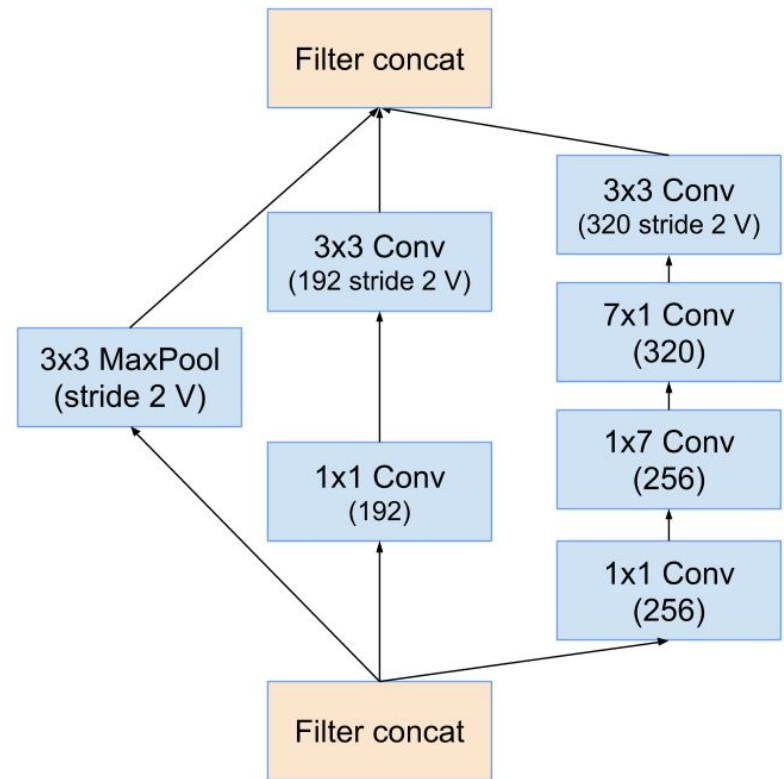 Filter concat
3x3 Conv
(320 stride 2 V)
3x3 Conv
(192 stride 2 V)
7x1 Conv
(320)
3x3 MaxPool
(stride 2 V)
1x7 Conv
(256)
1x1 Conv
(192)
1x1 Conv
(256)
Filter concat